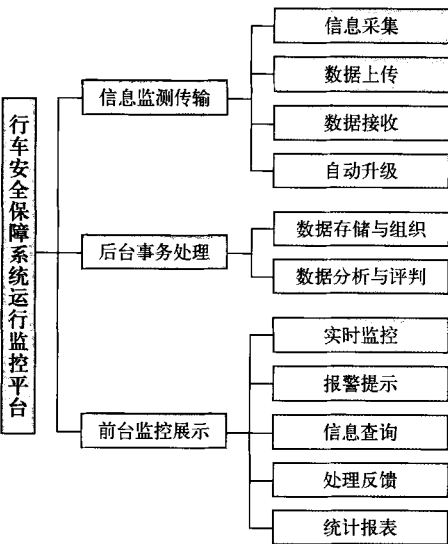 行车安全保障系统运行监控平台
信息监测传输
信息采集
数据上传
数据接收
自动升级
后台事务处理
数据存储与组织
数据分析与评判
前台监控展示
实时监控
报警提示
信息查询
处理反馈
统计报表